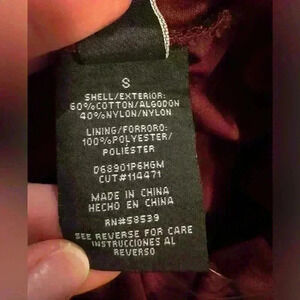 S
SHELL/EXTERIOR:
60%COTTON/ALGODON
40%NYLON/NYLON
LINING/FORRORO:
100%POLYESTER/
POLIESTER
D68901P6HGM
CUT#114471
MADE IN CHINA
HECHO EN CHINA
RN#58539
SEE REVERSE FOR CARE
INSTRUCCIONES AL
REVERSO